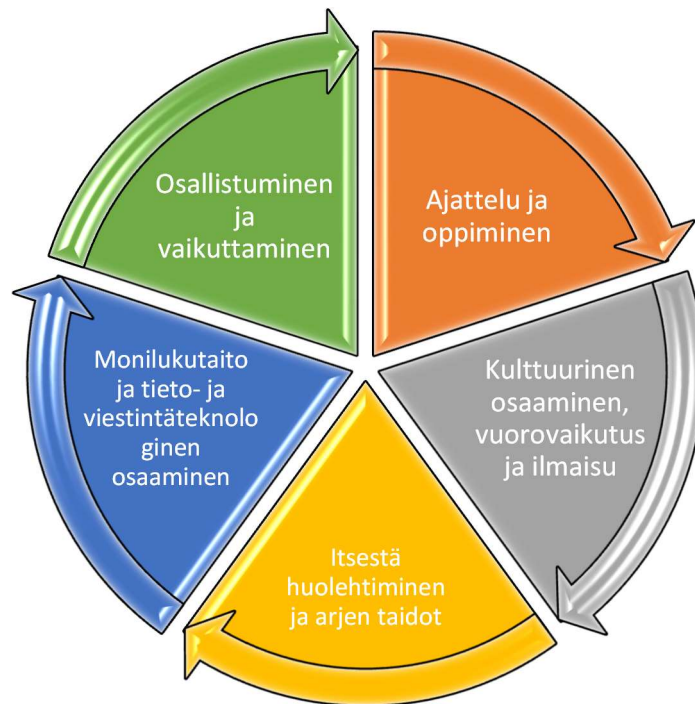 Osallistuminen
ja
vaikuttaminen
Ajattelu ja
oppiminen
Kulttuurinen
osaaminen,
vuorovaikutus
ja ilmaisu
Itsestä
huolehtiminen
ja arjen taidot
Monilukutaito
ja tieto- ja
viestintäteknolo
ginen
osaaminen